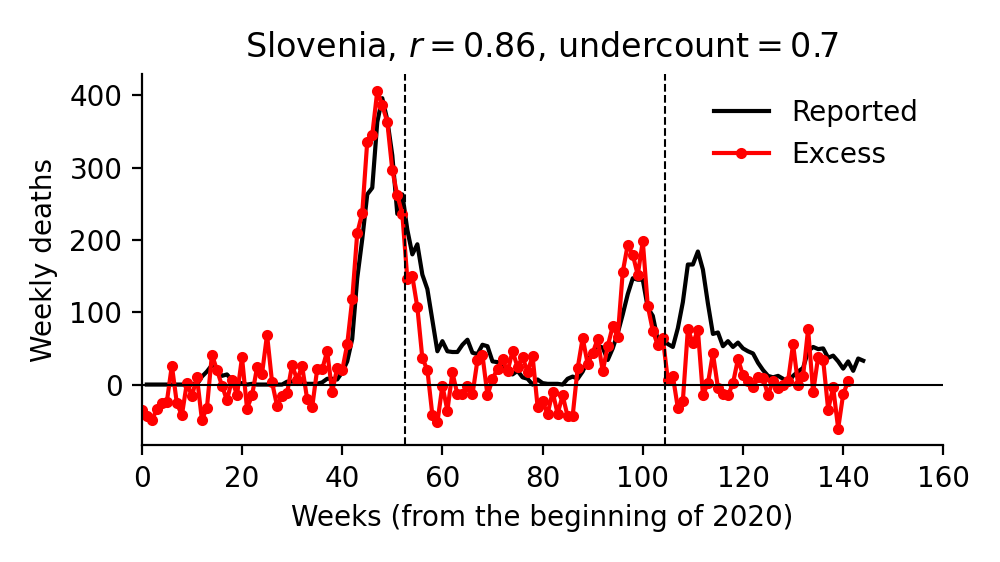 Slovenia, r = 0.86, undercount = 0.7
Weekly deaths
400
300
200
100
0
Reported
Excess
0 20 40 60 80 100 120 140 160
Weeks (from the beginning of 2020)